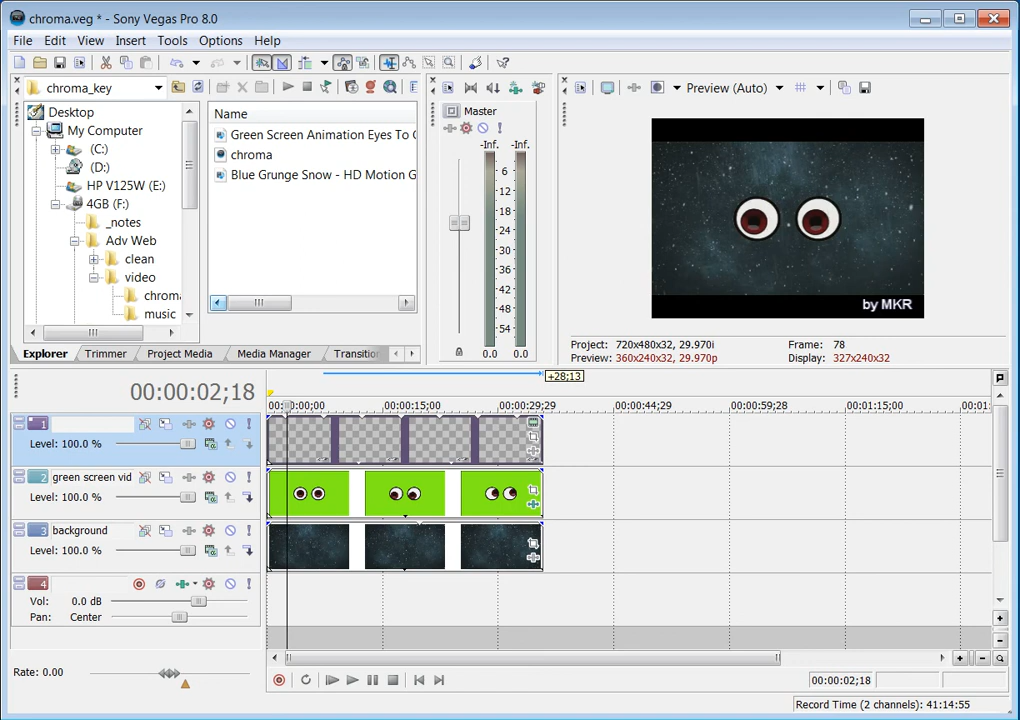 chroma.veg * - Sony Vegas Pro 8.0
File Edit View Insert Tools Options Help
chroma_key
Preview (Auto)
Desktop
My Computer
(C:)
(D:)
HP V125W (E:)
4GB (F:)
_notes
Adv Web
clean
video
chroma
music
Name
Green Screen Animation Eyes To C
chroma
Blue Grunge Snow - HD Motion G
Explorer Trimmer Project Media Media Manager Transition
Master
-Inf. -Inf.
6
12
18
24
30
36
42
48
54
0.0 0.0
by MKR
Project: 720x480x32, 29.970i Frame: 78
Preview: 360x240x32, 29.970p Display: 327x240x32
+28;13
00:00:02;18
00:00:15;00 00:00:29;29 00:00:44;29 00:00:59;28 00:01:15;00
1
Level: 100.0 %
2 green screen vid
Level: 100.0 %
3 background
Level: 100.0 %
4
Vol: 0.0 dB
Pan: Center
Rate: 0.00
00:00:02;18
Record Time (2 channels): 41:14:55